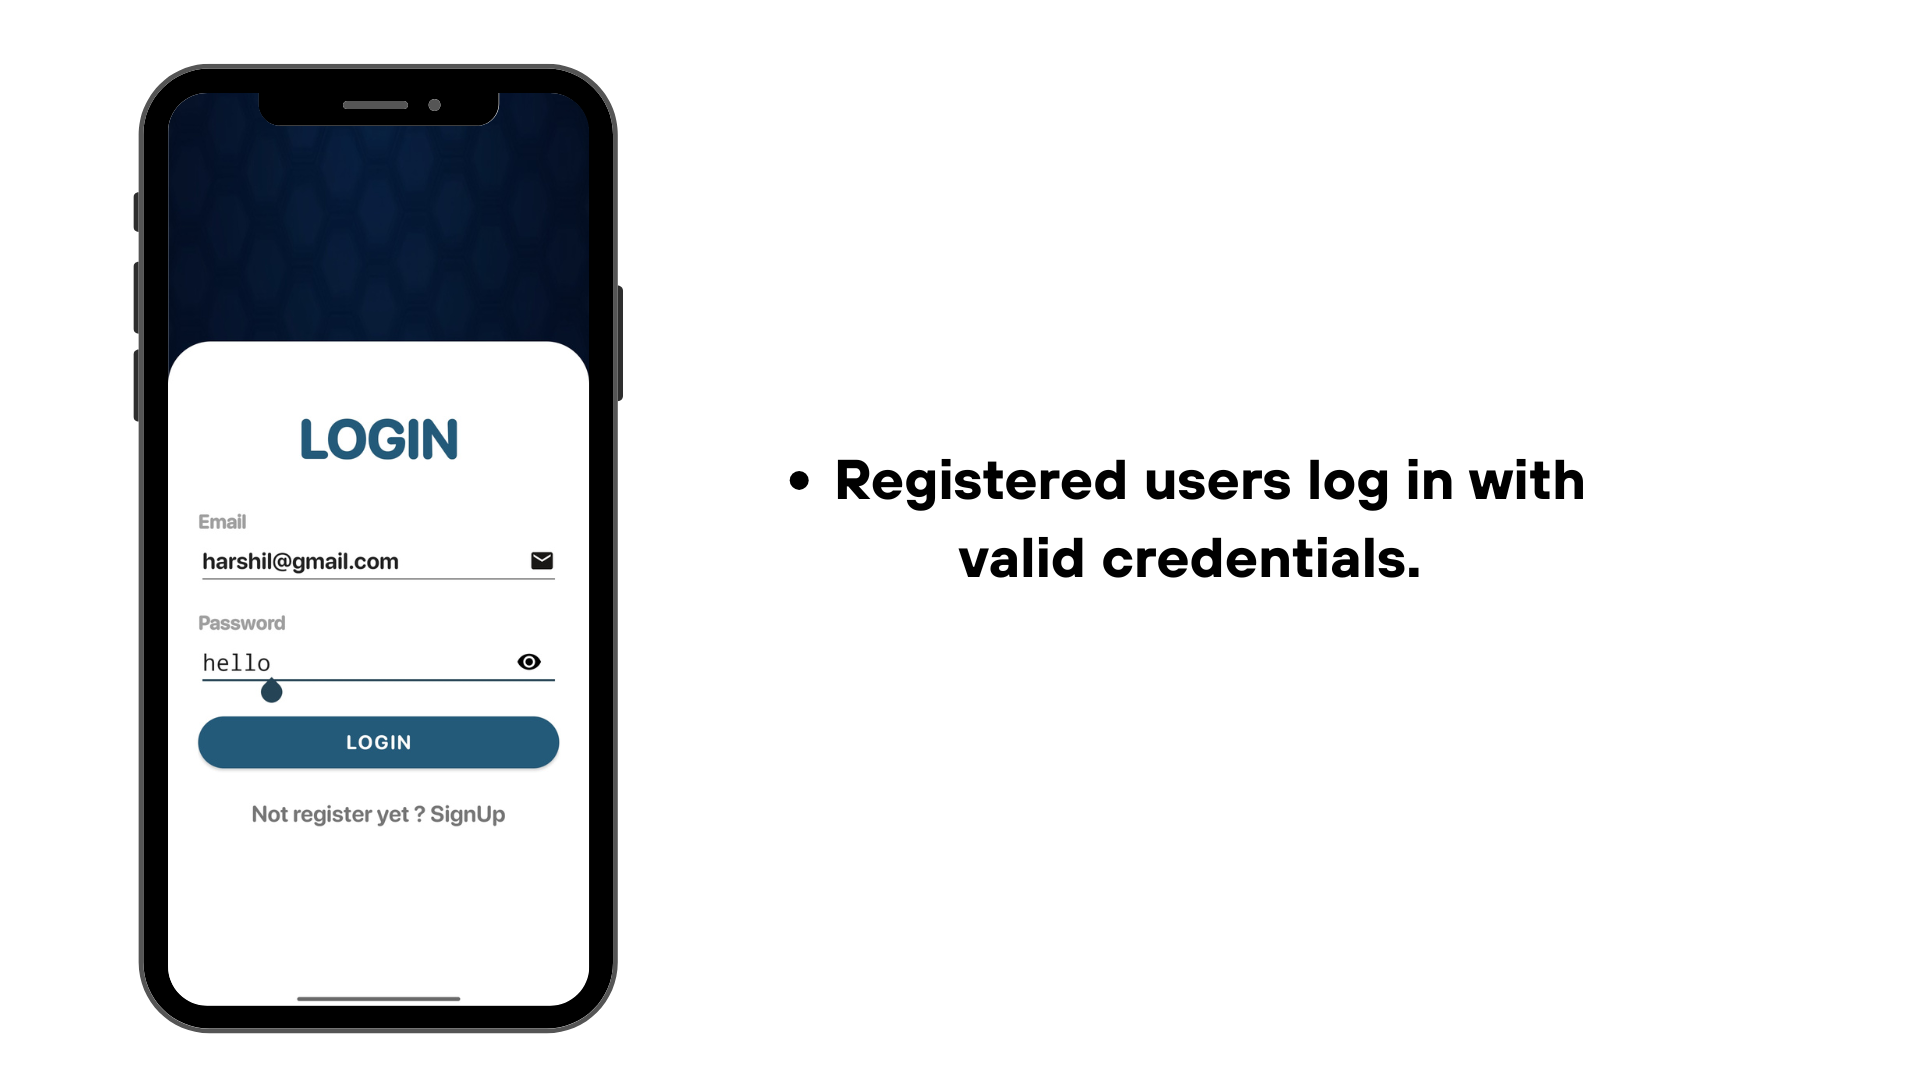 LOGIN
Email
harshil@gmail.com
Password
hello
LOGIN
Not register yet ? SignUp
• Registered users log in with
valid credentials.